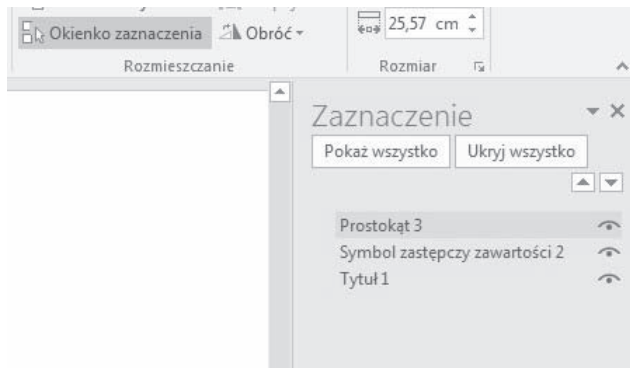 Okienko zaznaczenia Obróć
25,57 cm
Rozmieszczanie Rozmiar
Zaznaczenie
Pokaż wszystko Ukryj wszystko
Prostokąt 3
Symbol zastępczy zawartości 2
Tytuł 1